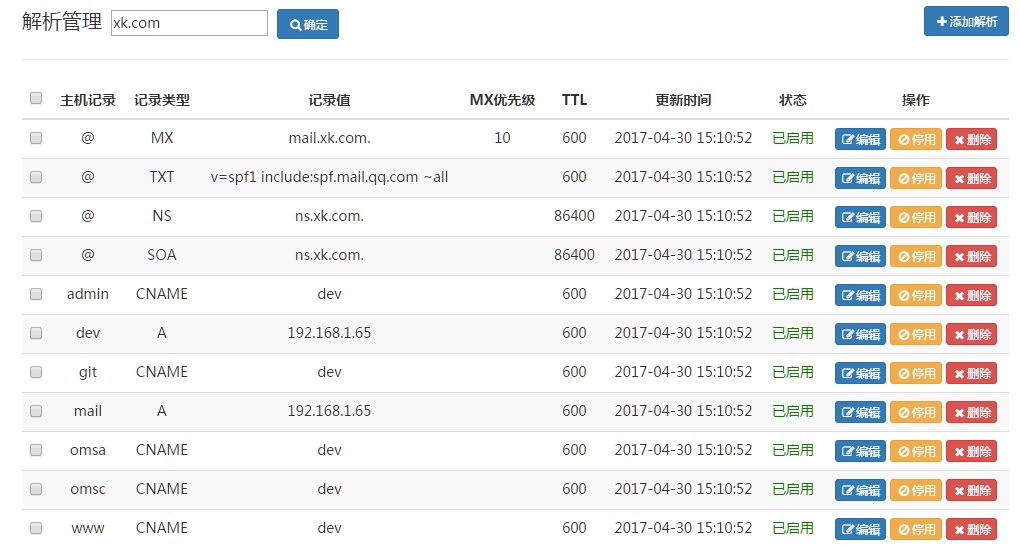 解析管理 xk.com 确定 添加解析
主机记录 记录类型 记录值 MX优先级 TTL 更新时间 状态 操作
@ MX mail.xk.com. 10 600 2017-04-30 15:10:52 已启用 编辑 停用 删除
@ TXT v=spf1 include:spf.mail.qq.com ~all 600 2017-04-30 15:10:52 已启用 编辑 停用 删除
@ NS ns.xk.com. 86400 2017-04-30 15:10:52 已启用 编辑 停用 删除
@ SOA ns.xk.com. 86400 2017-04-30 15:10:52 已启用 编辑 停用 删除
admin CNAME dev 600 2017-04-30 15:10:52 已启用 编辑 停用 删除
dev A 192.168.1.65 600 2017-04-30 15:10:52 已启用 编辑 停用 删除
git CNAME dev 600 2017-04-30 15:10:52 已启用 编辑 停用 删除
mail A 192.168.1.65 600 2017-04-30 15:10:52 已启用 编辑 停用 删除
omsa CNAME dev 600 2017-04-30 15:10:52 已启用 编辑 停用 删除
omsc CNAME dev 600 2017-04-30 15:10:52 已启用 编辑 停用 删除
www CNAME dev 600 2017-04-30 15:10:52 已启用 编辑 停用 删除